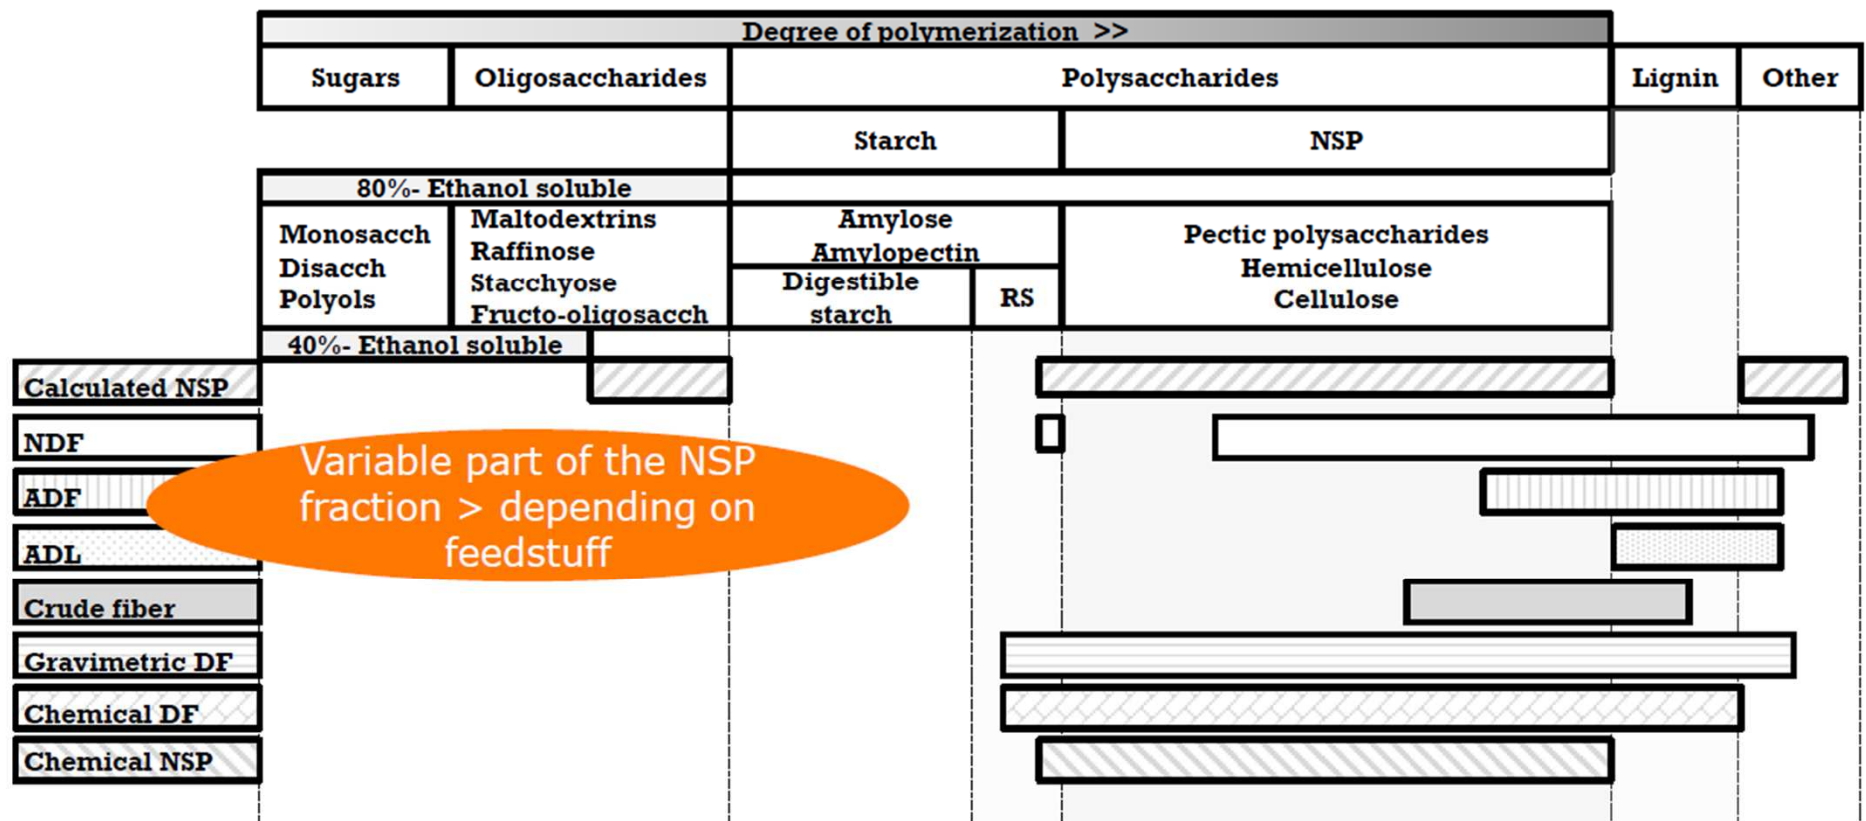 Degree of polymerization >>
Sugars
Oligosaccharides
Polysaccharides
Lignin
Other
Starch
NSP
80%- Ethanol soluble
Monosacch
Disacch
Polyols
Maltodextrins
Raffinose
Stacchyose
Fructo-oligosacch
Amylose
Amylopectin
Digestible
starch
RS
Pectic polysaccharides
Hemicellulose
Cellulose
40%- Ethanol soluble
Calculated NSP
NDF
ADF
ADL
Crude fiber
Gravimetric DF
Chemical DF
Chemical NSP
Variable part of the NSP
fraction > depending on
feedstuff